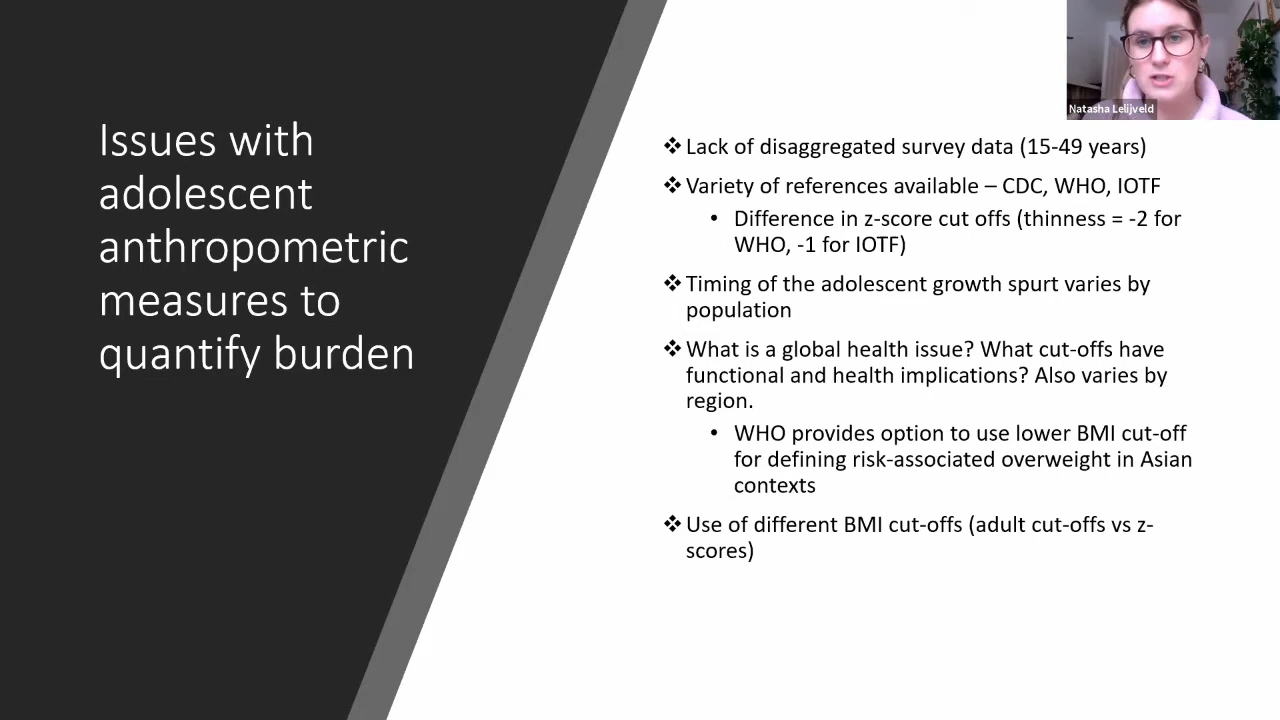 Issues with
adolescent
anthropometric
measures to
quantify burden
Natasha Lelijveld
❖ Lack of disaggregated survey data (15-49 years)
❖ Variety of references available – CDC, WHO, IOTF
• Difference in z-score cut offs (thinness = -2 for
WHO, -1 for IOTF)
❖ Timing of the adolescent growth spurt varies by
population
❖ What is a global health issue? What cut-offs have
functional and health implications? Also varies by
region.
• WHO provides option to use lower BMI cut-off
for defining risk-associated overweight in Asian
contexts
❖ Use of different BMI cut-offs (adult cut-offs vs z-
scores)